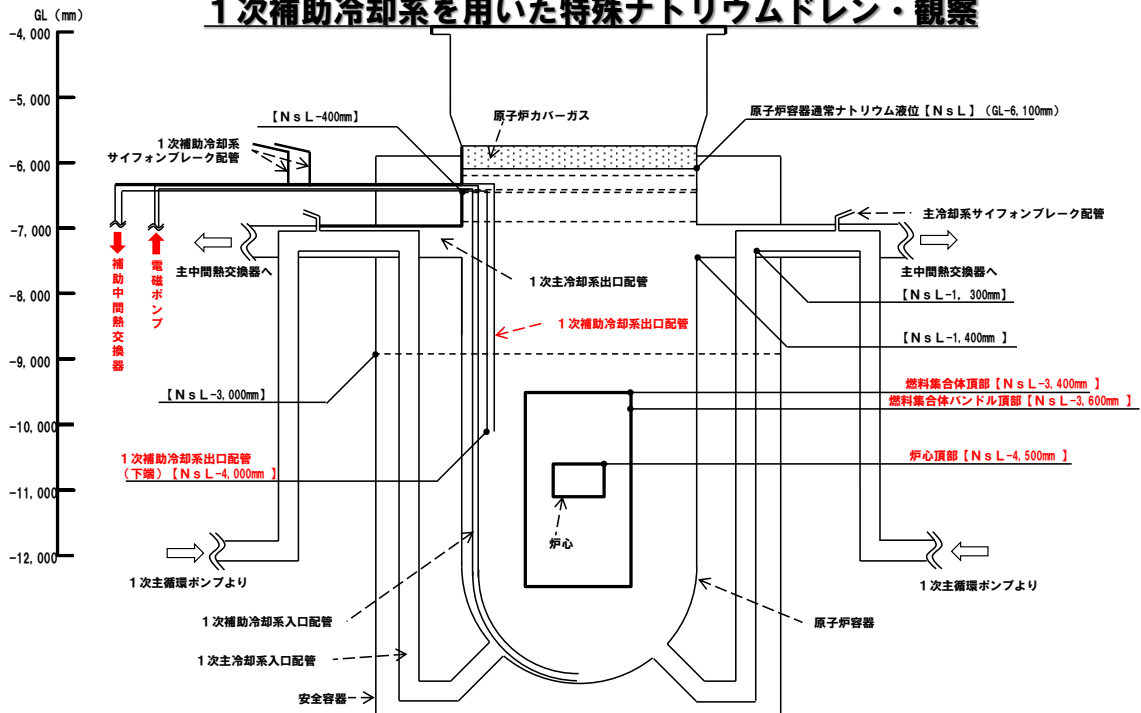 １次補助冷却系を用いた特殊ナトリウムドレン・観察
GL（mm）
-4,000
-5,000
-6,000
-7,000
-8,000
-9,000
-10,000
-11,000
-12,000
【ＮｓＬ-400mm】
原子炉カバーガス
原子炉容器通常ナトリウム液位【ＮｓＬ】（GL-6,100mm）
１次補助冷却系
サイフォンブレーク配管
主冷却系サイフォンブレーク配管
主中間熱交換器へ
主中間熱交換器へ
補助中間熱交換器
電磁ポンプ
１次主冷却系出口配管
【ＮｓＬ-1,300mm】
１次補助冷却系出口配管
【ＮｓＬ-1,400mm】
【ＮｓＬ-3,000mm】
燃料集合体頂部【ＮｓＬ-3,400mm】
燃料集合体バンドル頂部【ＮｓＬ-3,600mm】
１次補助冷却系出口配管
（下端）【ＮｓＬ-4,000mm】
炉心頂部【ＮｓＬ-4,500mm】
炉心
１次主循環ポンプより
１次主循環ポンプより
１次補助冷却系入口配管
原子炉容器
１次主冷却系入口配管
安全容器